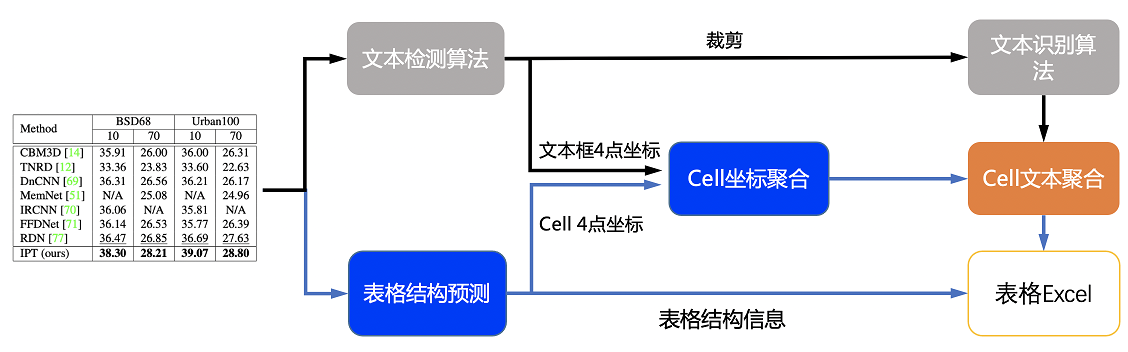 文本检测算法
裁剪
文本识别算
法
Method BSD68 Urban100
10 70 10 70
CBM3D [14] 35.91 26.00 36.00 26.31
TNRD [12] 33.36 23.83 33.60 22.63
DnCNN [69] 36.31 26.56 36.21 26.17
MemNet [51] N/A 25.08 N/A 24.96
IRCNN [70] 36.06 N/A 35.81 N/A
FFDNet [71] 36.14 26.53 35.77 26.39
RDN [77] 36.47 26.85 36.69 27.63
IPT (ours) 38.30 28.21 39.07 28.80
文本框4点坐标
Cell坐标聚合
Cell文本聚合
Cell 4点坐标
表格结构预测
表格结构信息
表格Excel